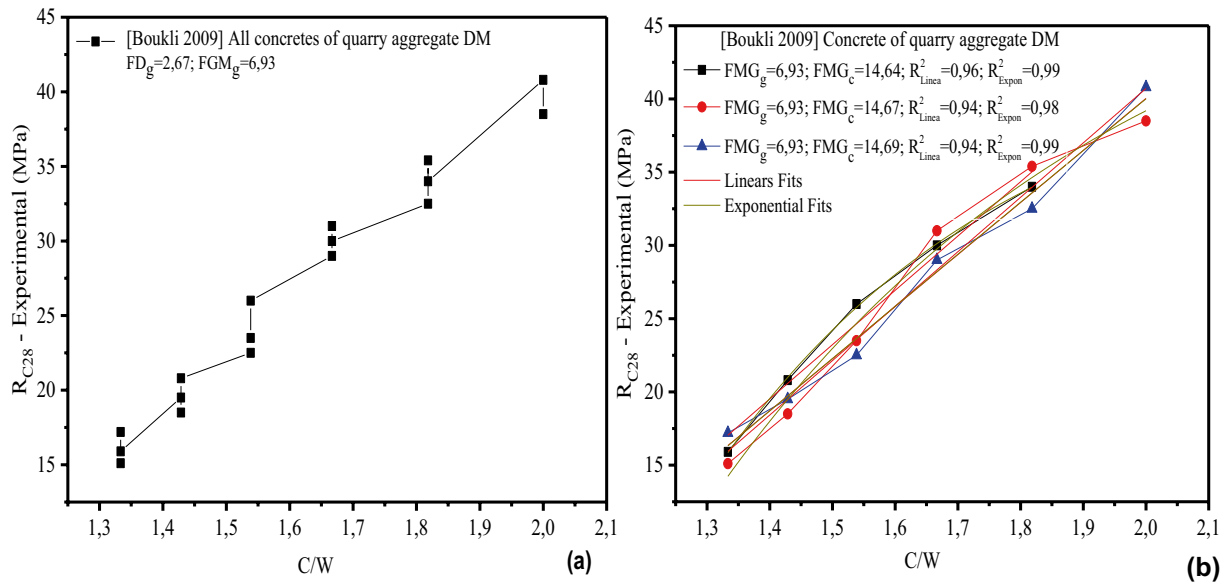 [Boukli 2009] All concretes of quarry aggregate DM
FDg=2,67; FGMg=6,93
45
40
35
30
25
20
15
RC28 - Experimental (MPa)
1,3 1,4 1,5 1,6 1,7 1,8 1,9 2,0 2,1
C/W
(a)
[Boukli 2009] Concrete of quarry aggregate DM
FMGg=6,93; FMGc=14,64; R²Linea=0,96; R²Expon=0,99
FMGg=6,93; FMGc=14,67; R²Linea=0,94; R²Expon=0,98
FMGg=6,93; FMGc=14,69; R²Linea=0,94; R²Expon=0,99
Linears Fits
Exponential Fits
45
40
35
30
25
20
15
RC28 - Experimental (MPa)
1,3 1,4 1,5 1,6 1,7 1,8 1,9 2,0 2,1
C/W
(b)